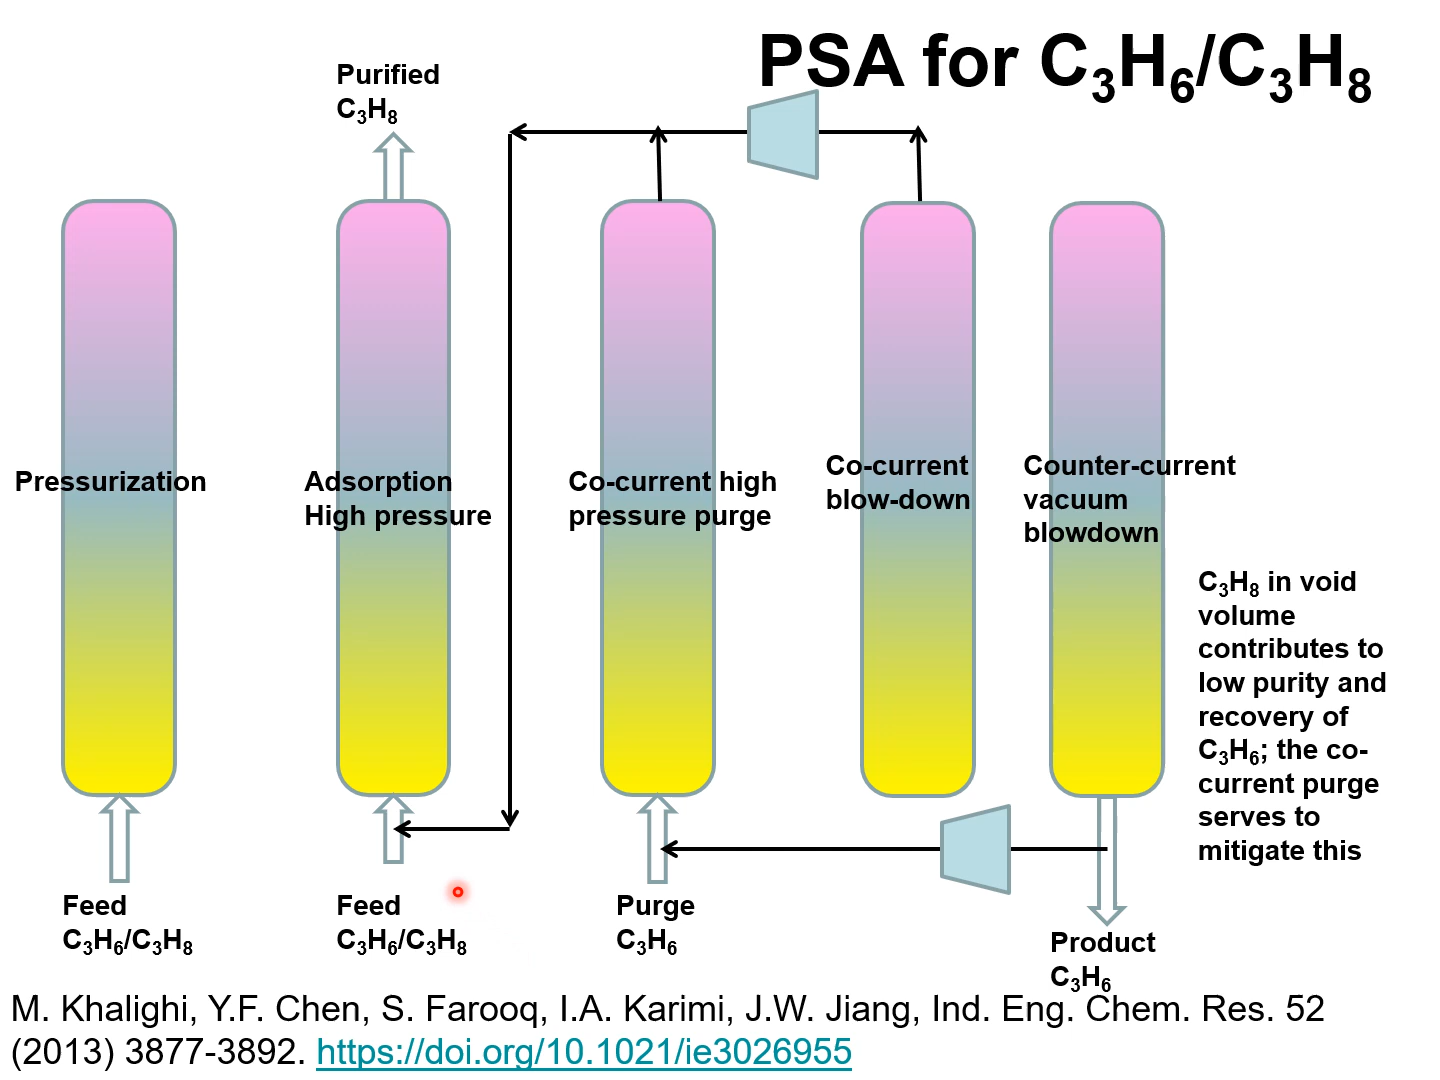 PSA for C₃H₆/C₃H₈
Purified
C₃H₈
Pressurization
Adsorption
High pressure
Co-current high
pressure purge
Co-current
blow-down
Counter-current
vacuum
blowdown
C₃H₈ in void
volume
contributes to
low purity and
recovery of
C₃H₆; the co-
current purge
serves to
mitigate this
Feed
C₃H₆/C₃H₈
Feed
C₃H₆/C₃H₈
Purge
C₃H₆
Product
C₃H₆
M. Khalighi, Y.F. Chen, S. Farooq, I.A. Karimi, J.W. Jiang, Ind. Eng. Chem. Res. 52
(2013) 3877-3892. https://doi.org/10.1021/ie3026955